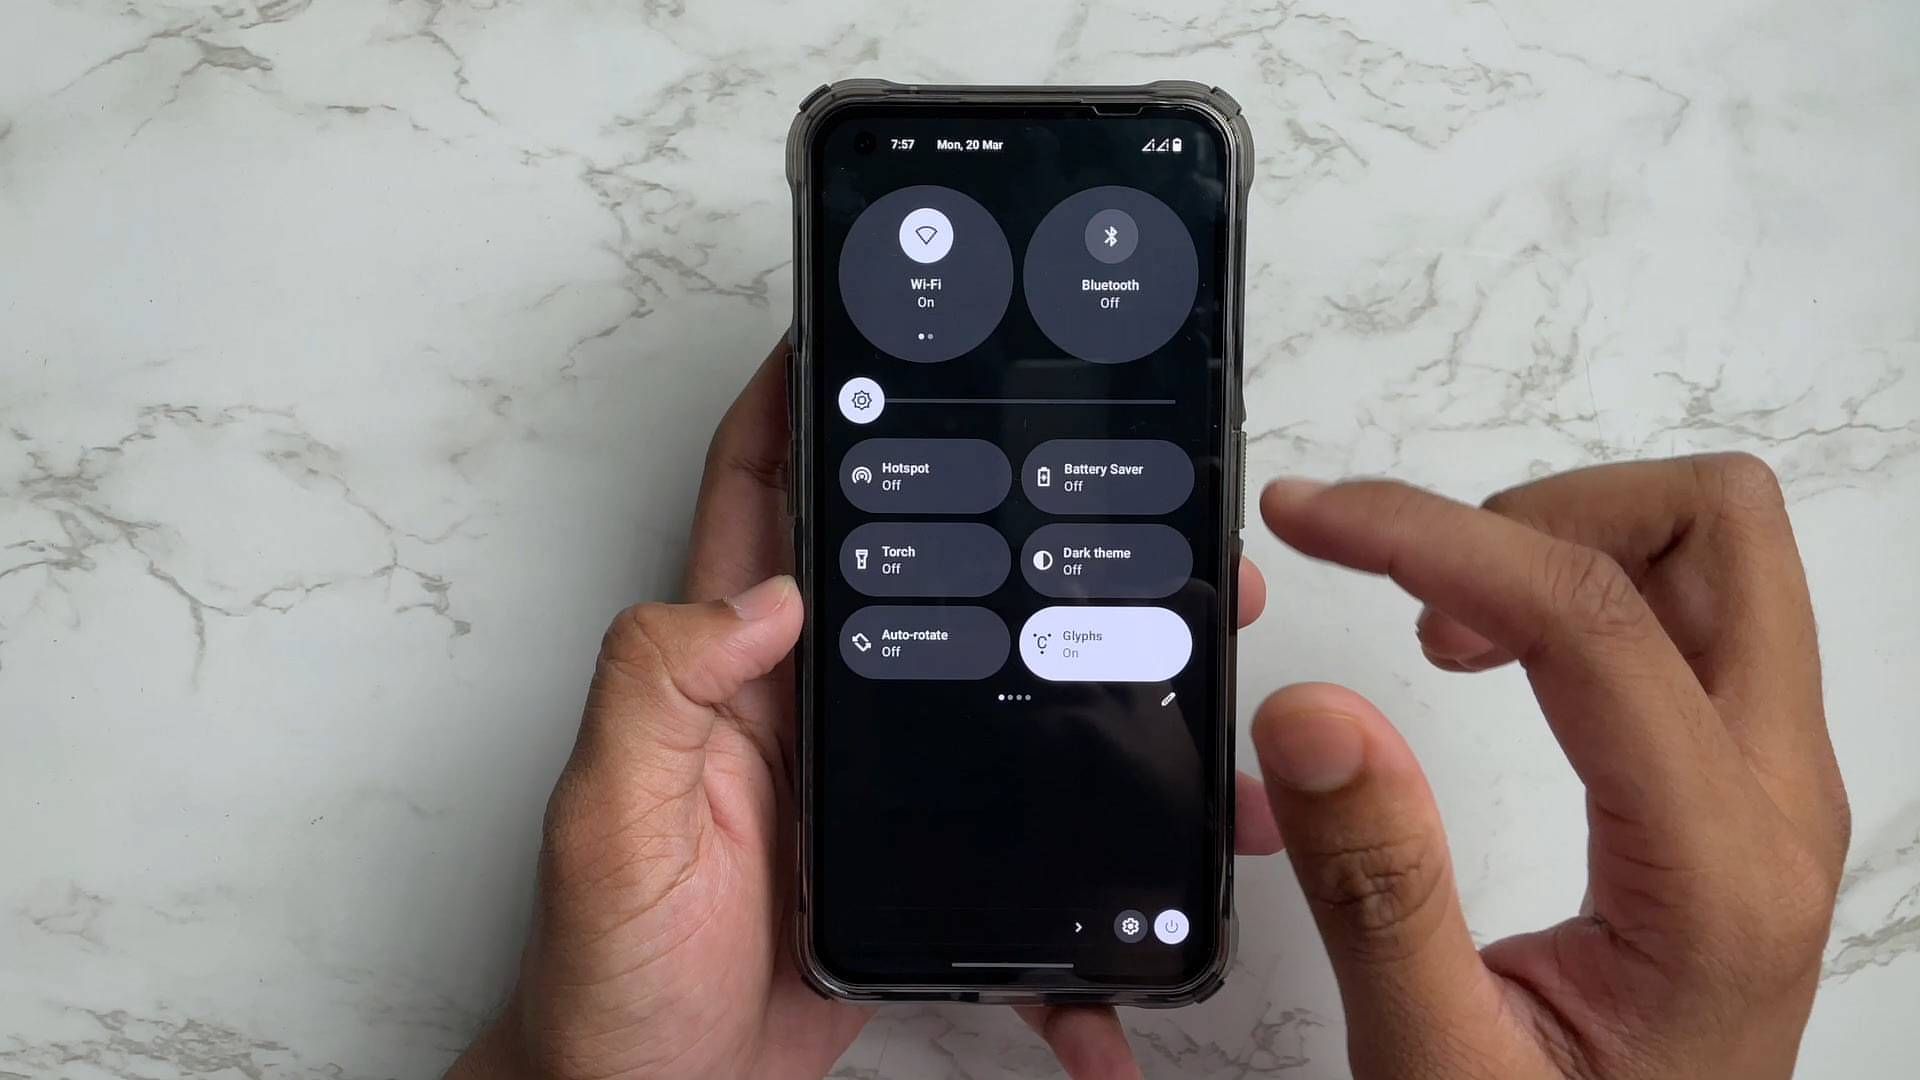 7:57 Mon, 20 Mar
Wi-Fi
On
Bluetooth
Off
Hotspot
Off
Battery Saver
Off
Torch
Off
Dark theme
Off
Auto-rotate
Off
Glyphs
On